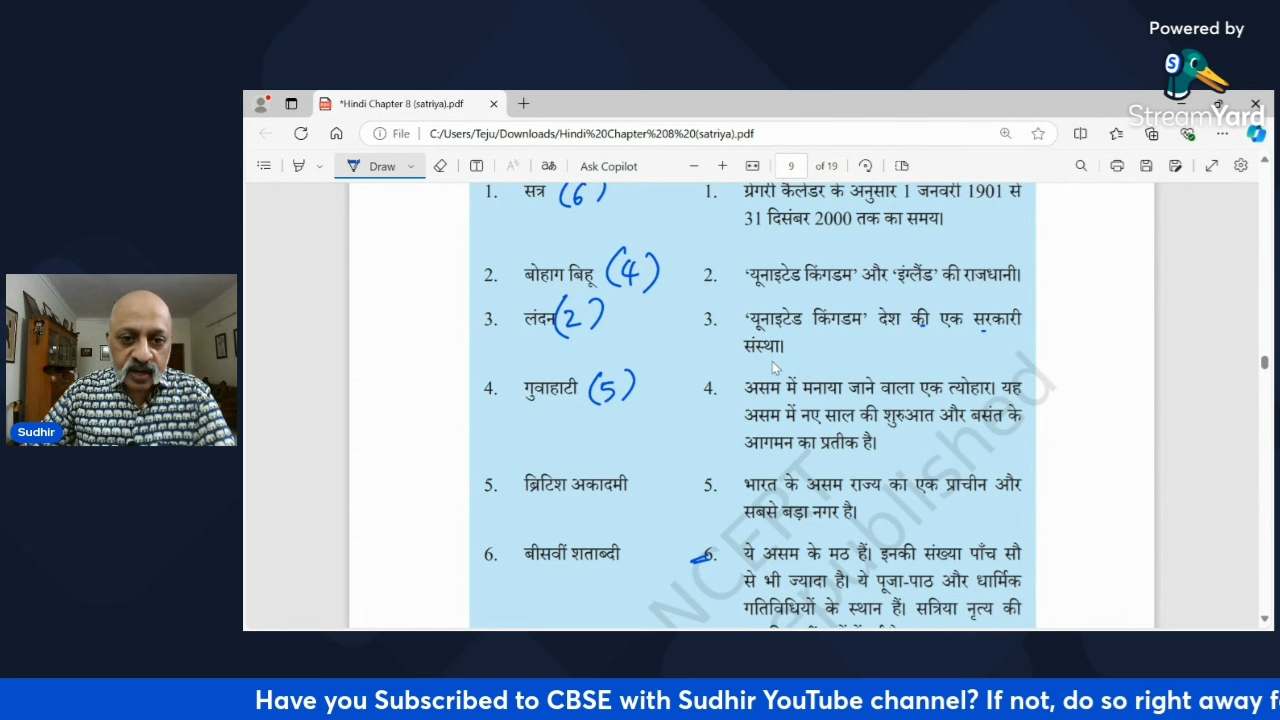 Powered by
S
StreamYard
*Hindi Chapter 8 (satriya).pdf
File
C:/Users/Teju/Downloads/Hindi%20Chapter%208%20(satriya).pdf
Draw
Ask Copilot
9
of 19
1. सत्र (6)
1. ग्रेगरी कैलेंडर के अनुसार 1 जनवरी 1901 से
31 दिसंबर 2000 तक का समय।
2. बोहाग बिहू (4)
2. ‘यूनाइटेड किंगडम’ और ‘इंग्लैंड’ की राजधानी।
3. लंदन (2)
3. ‘यूनाइटेड किंगडम’ देश की एक सरकारी
संस्था।
4. गुवाहाटी (5)
4. असम में मनाया जाने वाला एक त्योहार। यह
असम में नए साल की शुरुआत और बसंत के
आगमन का प्रतीक है।
5. ब्रिटिश अकादमी
5. भारत के असम राज्य का एक प्राचीन और
सबसे बड़ा नगर है।
6. बीसवीं शताब्दी
6. ये असम के मठ हैं। इनकी संख्या पाँच सौ
से भी ज्यादा है। ये पूजा-पाठ और धार्मिक
गतिविधियों के स्थान हैं। सत्रिया नृत्य की
NCERT
republished
Sudhir
Have you Subscribed to CBSE with Sudhir YouTube channel? If not, do so right away f